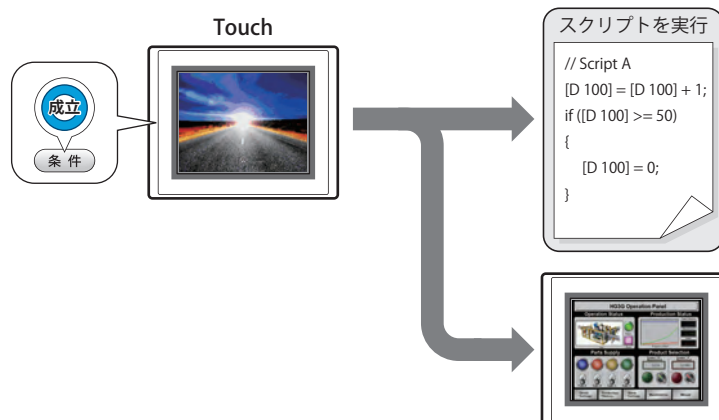 Touch
成立
条 件
スクリプトを実行
// Script A
[D 100] = [D 100] + 1;
if ([D 100] >= 50)
{
[D 100] = 0;
}
HG3G Operation Panel
Operation Status
Production Status
Parts Supply
Product Selection